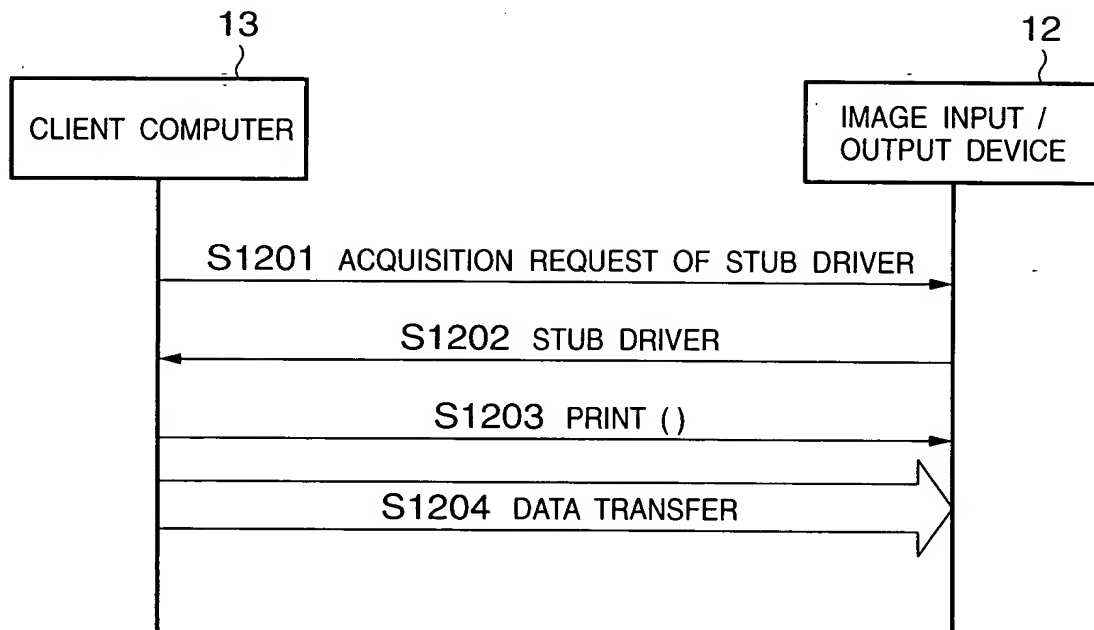 13
12
CLIENT COMPUTER
IMAGE INPUT /
OUTPUT DEVICE
S1201 ACQUISITION REQUEST OF STUB DRIVER
S1202 STUB DRIVER
S1203 PRINT ()
S1204 DATA TRANSFER